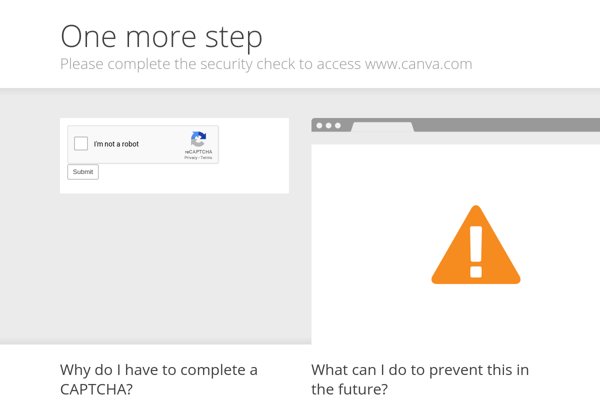 One more step
Please complete the security check to access www.canva.com
I'm not a robot
reCAPTCHA
Privacy - Terms
Submit
Why do I have to complete a
CAPTCHA?
What can I do to prevent this in
the future?